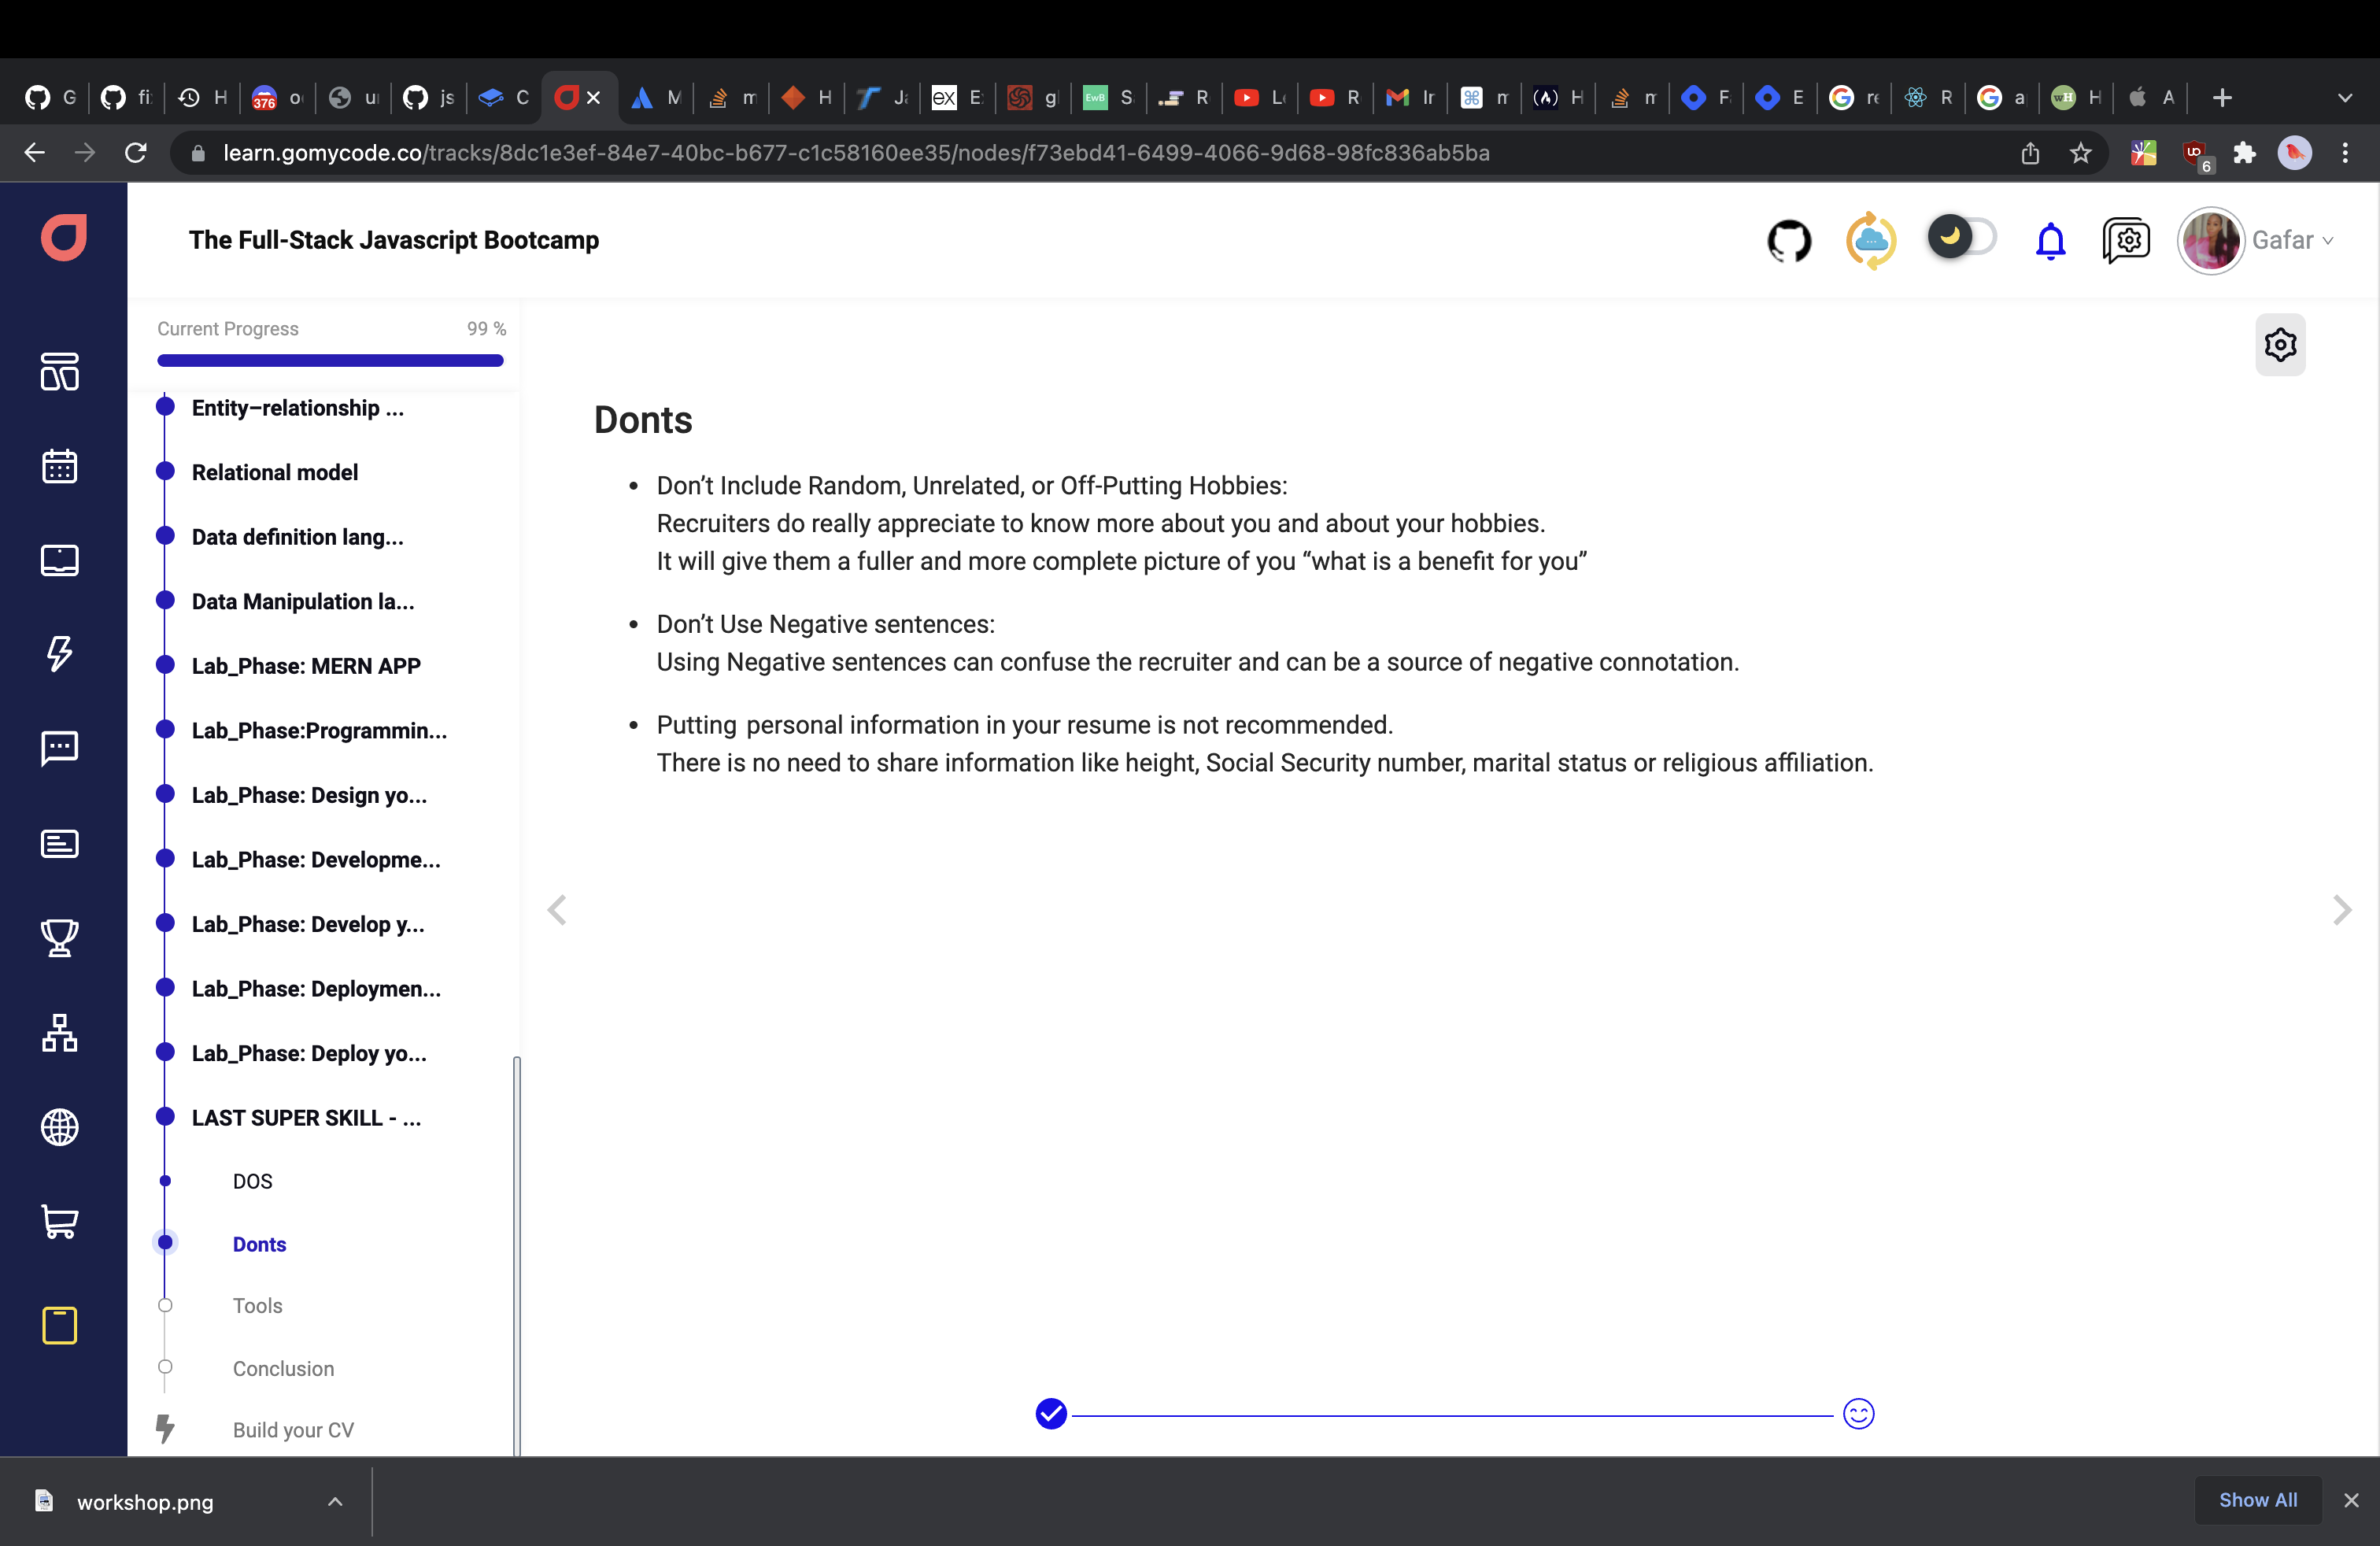 G
fi
H
376
o
u
js
C
M
m
H
Ja
ex
E
g
EwB
S
R
L
R
M
In
m
H
m
F
E
G
re
R
G
a
wH
H
A
learn.gomycode.co/tracks/8dc1e3ef-84e7-40bc-b677-c1c58160ee35/nodes/f73ebd41-6499-4066-9d68-98fc836ab5ba
6
The Full-Stack Javascript Bootcamp
Gafar
Current Progress 99 %
Entity–relationship ...
Relational model
Data definition lang...
Data Manipulation la...
Lab_Phase: MERN APP
Lab_Phase:Programmin...
Lab_Phase: Design yo...
Lab_Phase: Developme...
Lab_Phase: Develop y...
Lab_Phase: Deploymen...
Lab_Phase: Deploy yo...
LAST SUPER SKILL - ...
DOS
Donts
Tools
Conclusion
Build your CV
Donts
Don’t Include Random, Unrelated, or Off-Putting Hobbies:
Recruiters do really appreciate to know more about you and about your hobbies.
It will give them a fuller and more complete picture of you “what is a benefit for you”
Don’t Use Negative sentences:
Using Negative sentences can confuse the recruiter and can be a source of negative connotation.
Putting personal information in your resume is not recommended.
There is no need to share information like height, Social Security number, marital status or religious affiliation.
workshop.png
Show All